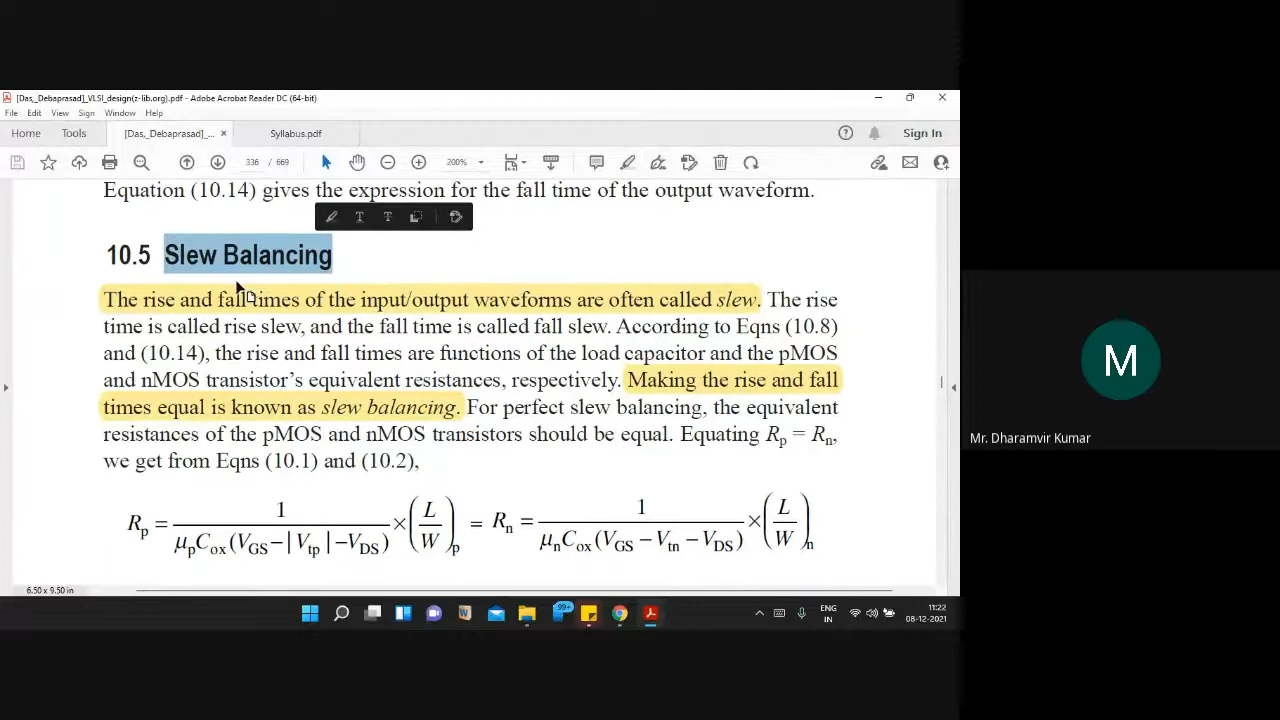 [Das,_Debaprasad]_VLSI_design(z-lib.org).pdf - Adobe Acrobat Reader DC (64-bit)
File Edit View Sign Window Help
Home Tools [Das,_Debaprasad]_... × Syllabus.pdf Sign In
336 / 669 200%
Equation (10.14) gives the expression for the fall time of the output waveform.
10.5 Slew Balancing
The rise and fall times of the input/output waveforms are often called slew. The rise
time is called rise slew, and the fall time is called fall slew. According to Eqns (10.8)
and (10.14), the rise and fall times are functions of the load capacitor and the pMOS
and nMOS transistor’s equivalent resistances, respectively. Making the rise and fall
times equal is known as slew balancing. For perfect slew balancing, the equivalent
resistances of the pMOS and nMOS transistors should be equal. Equating Rp = Rn,
we get from Eqns (10.1) and (10.2),
Rp = 1 / μpCox(VGS − |Vtp| − VDS) × (L/W)p = Rn = 1 / μnCox(VGS − Vtn − VDS) × (L/W)n
6.50 x 9.50 in
99+
ENG
IN
11:22
08-12-2021
M
Mr. Dharamvir Kumar